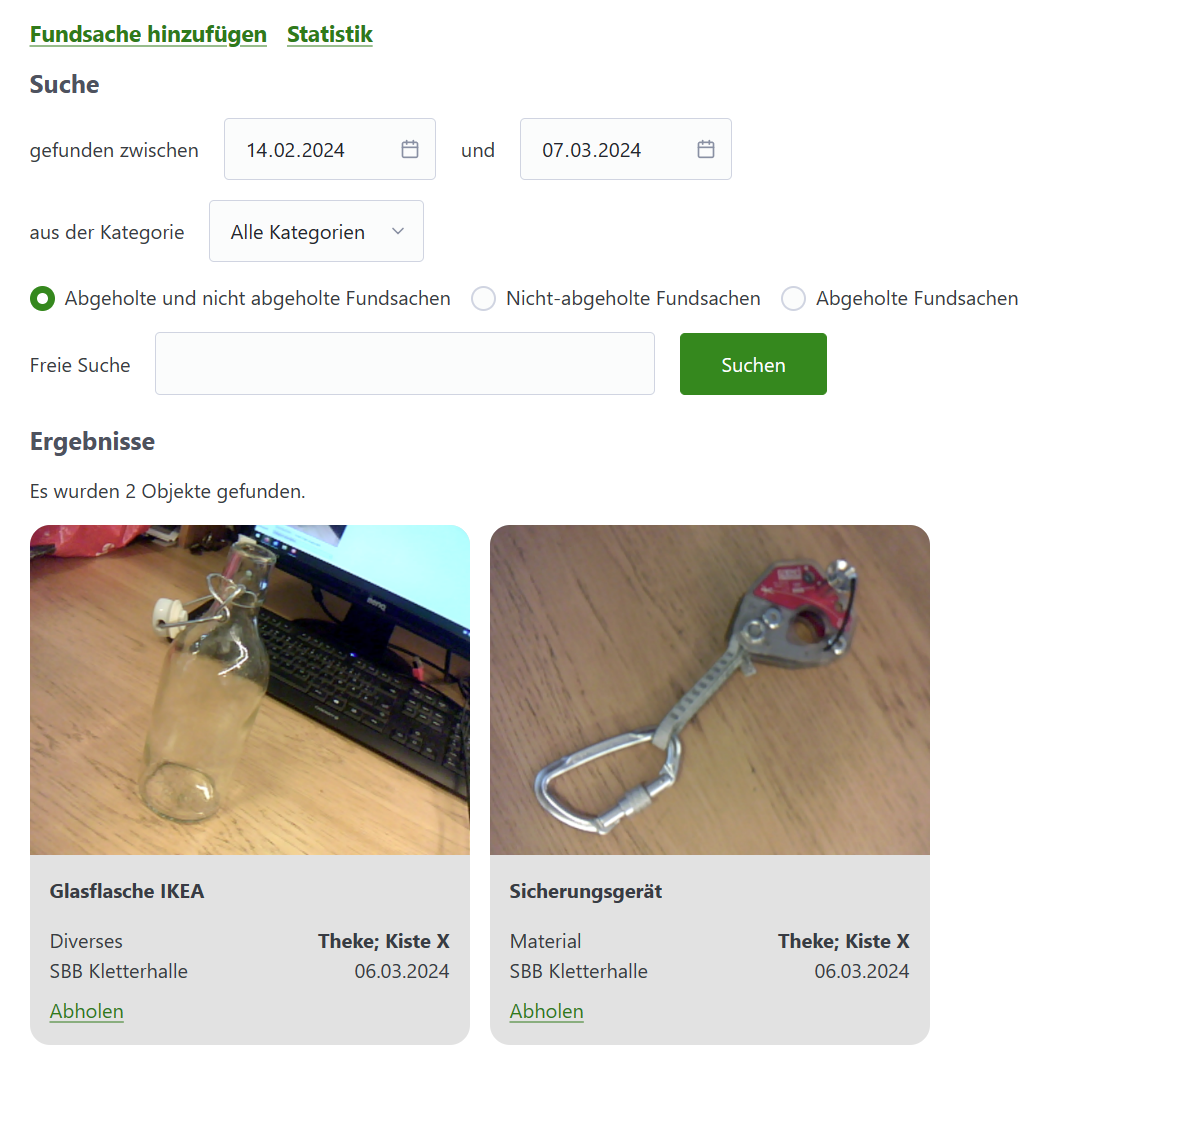 Fundsache hinzufügen Statistik
Suche
gefunden zwischen 14.02.2024 und 07.03.2024
aus der Kategorie Alle Kategorien
Abgeholte und nicht abgeholte Fundsachen Nicht-abgeholte Fundsachen Abgeholte Fundsachen
Freie Suche Suchen
Ergebnisse
Es wurden 2 Objekte gefunden.
BenQ
Glasflasche IKEA
Diverses Theke; Kiste X
SBB Kletterhalle 06.03.2024
Abholen
Sicherungsgerät
Material Theke; Kiste X
SBB Kletterhalle 06.03.2024
Abholen